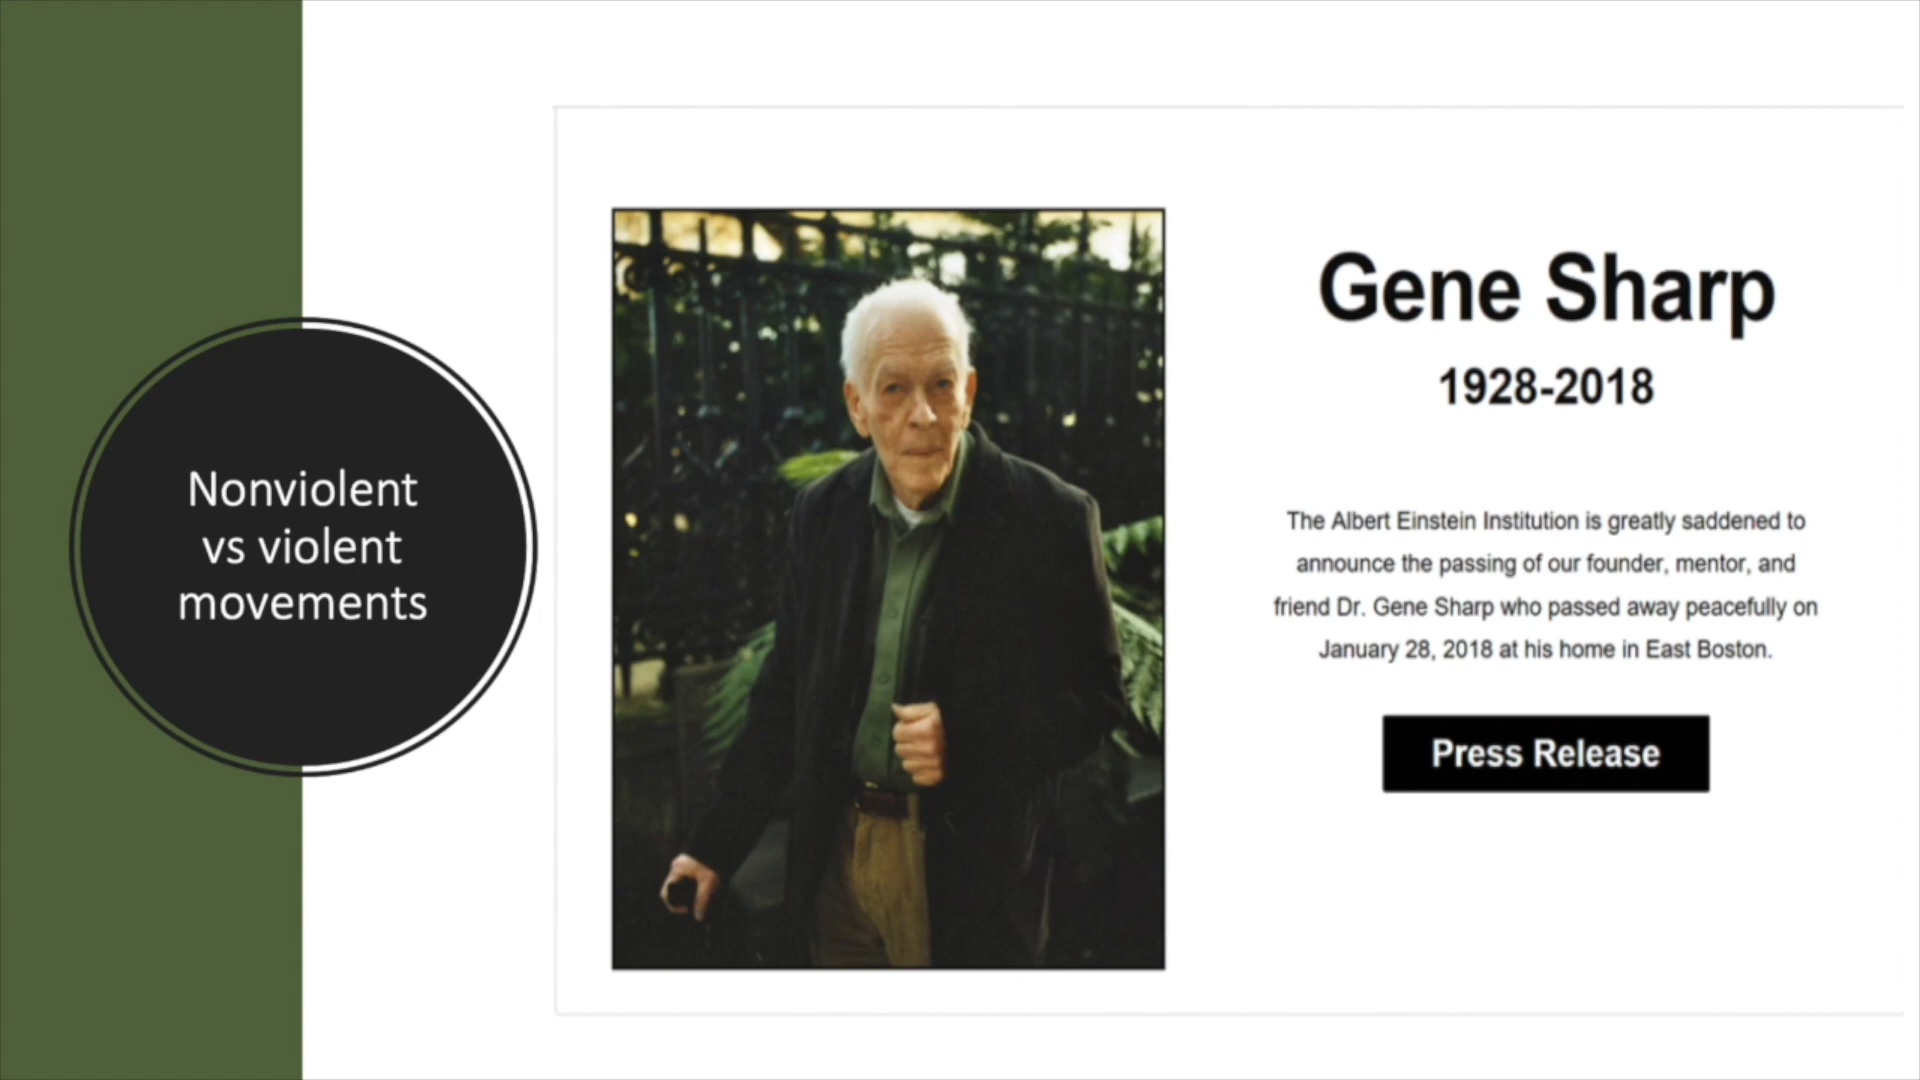 Nonviolent
vs violent
movements
Gene Sharp
1928-2018
The Albert Einstein Institution is greatly saddened to
announce the passing of our founder, mentor, and
friend Dr. Gene Sharp who passed away peacefully on
January 28, 2018 at his home in East Boston.
Press Release